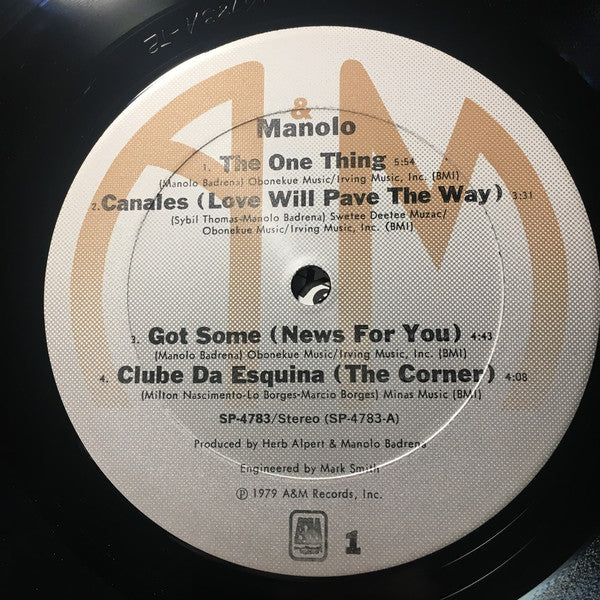 A&M
Manolo
1. The One Thing 5:54
(Manolo Badrena) Obonekue Music/Irving Music, Inc. (BMI)
2. Canales (Love Will Pave The Way) 3:31
(Sybil Thomas-Manolo Badrena) Swetee Deetee Muzac/
Obonekue Music/Irving Music, Inc. (BMI)
3. Got Some (News For You) 4:43
(Manolo Badrena) Obonekue Music/Irving Music, Inc. (BMI)
4. Clube Da Esquina (The Corner) 4:08
(Milton Nascimento-Lo Borges-Marcio Borges) Minas Music (BMI)
SP-4783/Stereo (SP-4783-A)
Produced by Herb Alpert & Manolo Badrena
Engineered by Mark Smith
℗ 1979 A&M Records, Inc.
1